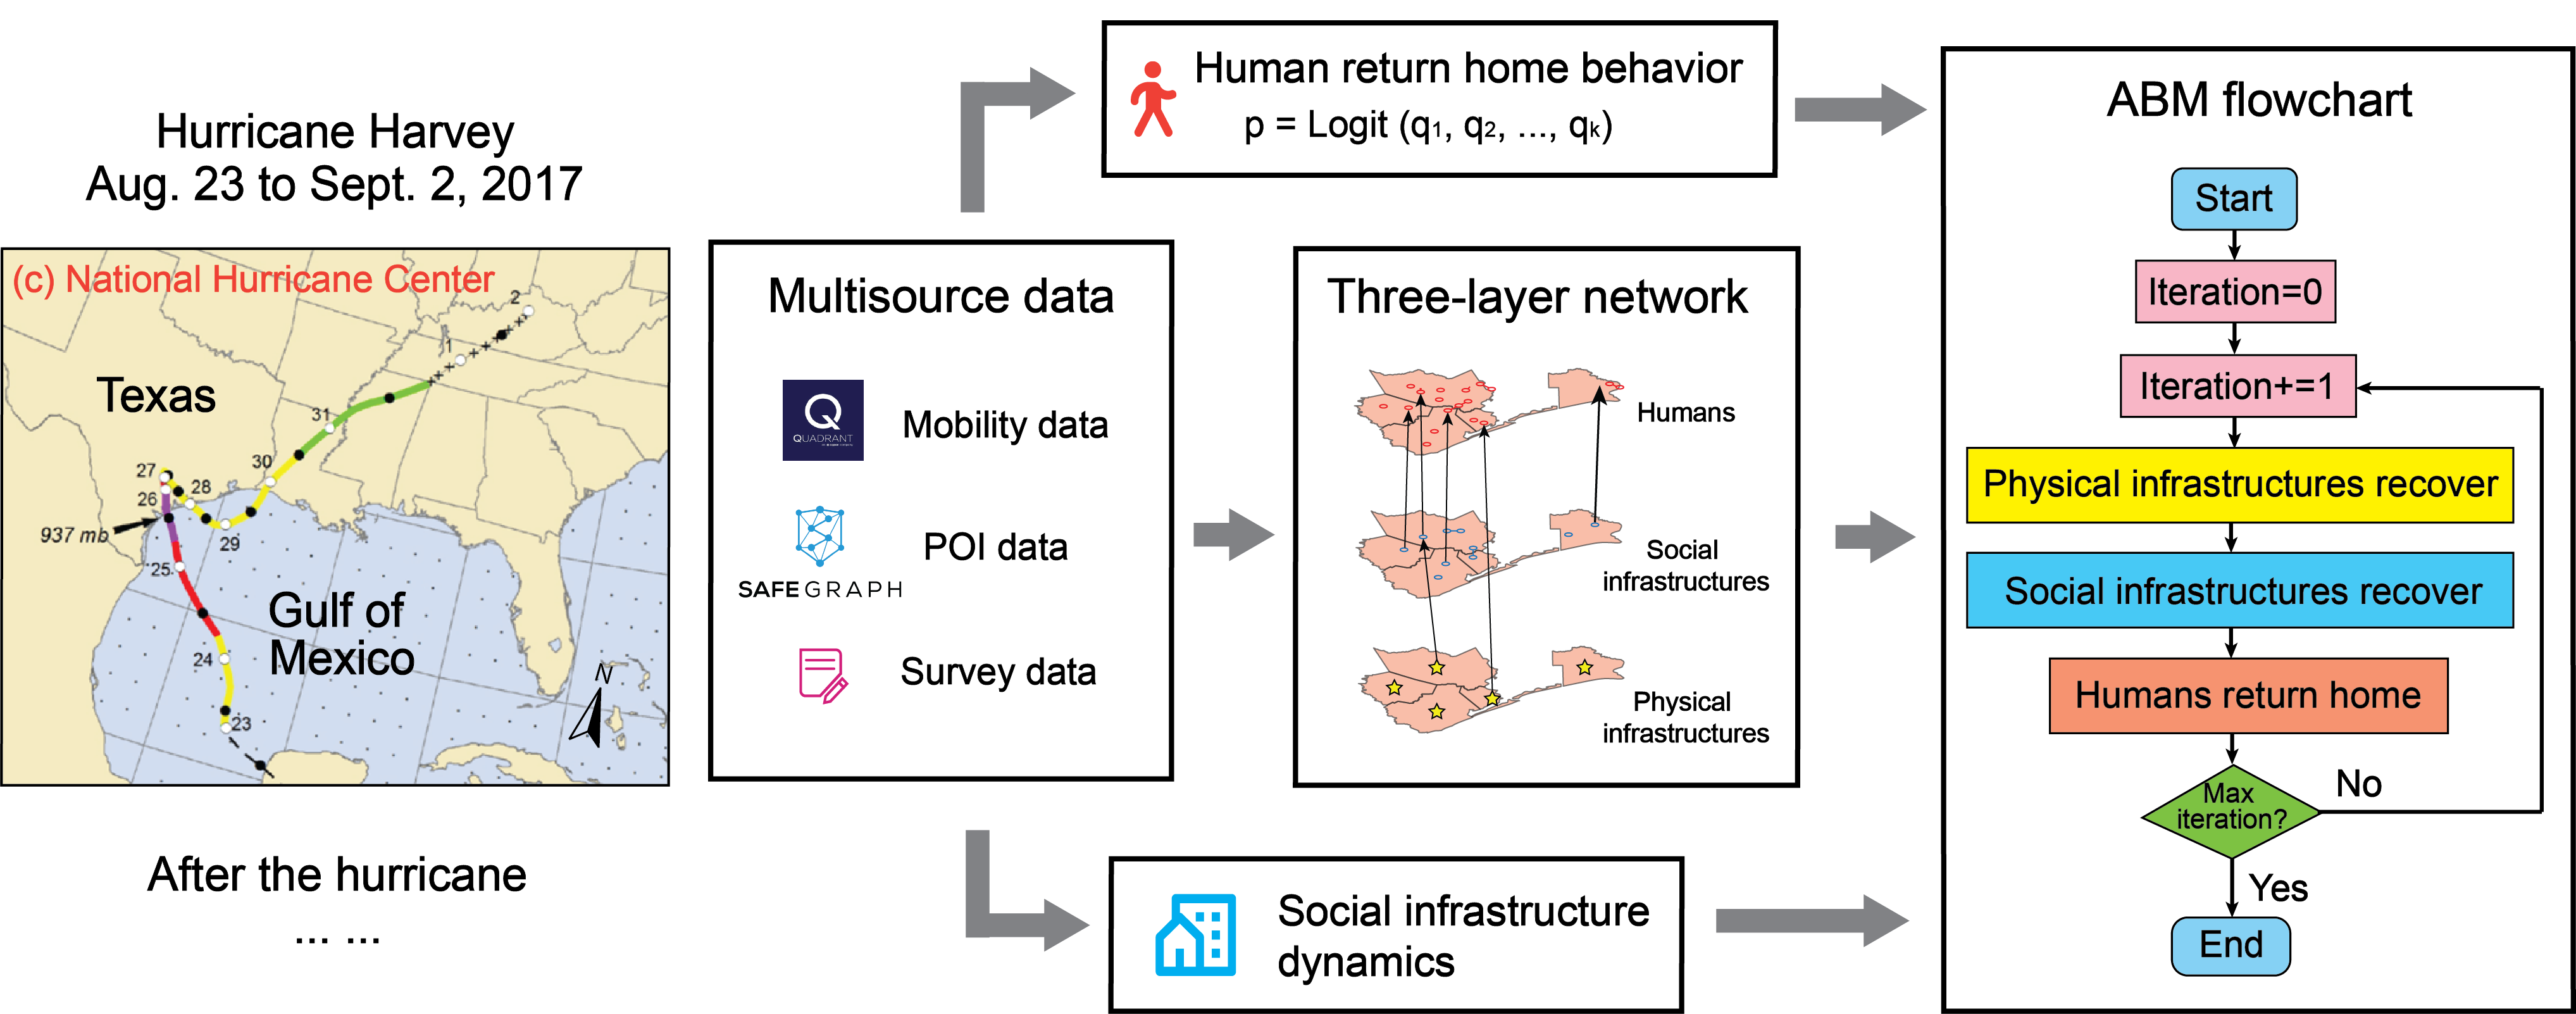 Hurricane Harvey
Aug. 23 to Sept. 2, 2017
(c) National Hurricane Center
2
1
Texas
31
30
27
28
26
937 mb
29
25
Gulf of
Mexico
24
N
23
After the hurricane
... ...
Multisource data
Q
QUADRANT
Mobility data
POI data
SAFEGRAPH
Survey data
Human return home behavior
p = Logit (q1, q2, ..., qk)
Three-layer network
Humans
Social
infrastructures
Physical
infrastructures
Social infrastructure
dynamics
ABM flowchart
Start
Iteration=0
Iteration+=1
Physical infrastructures recover
Social infrastructures recover
Humans return home
Max
iteration?
No
Yes
End